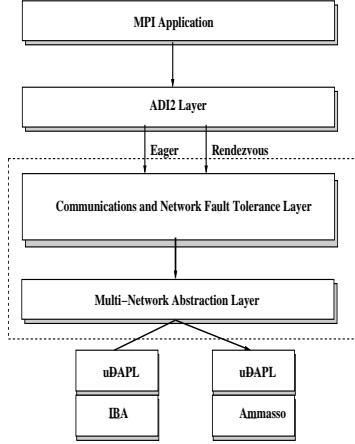 MPI Application
ADI2 Layer
Eager Rendezvous
Communications and Network Fault Tolerance Layer
Multi−Network Abstraction Layer
uDAPL uDAPL
IBA Ammasso